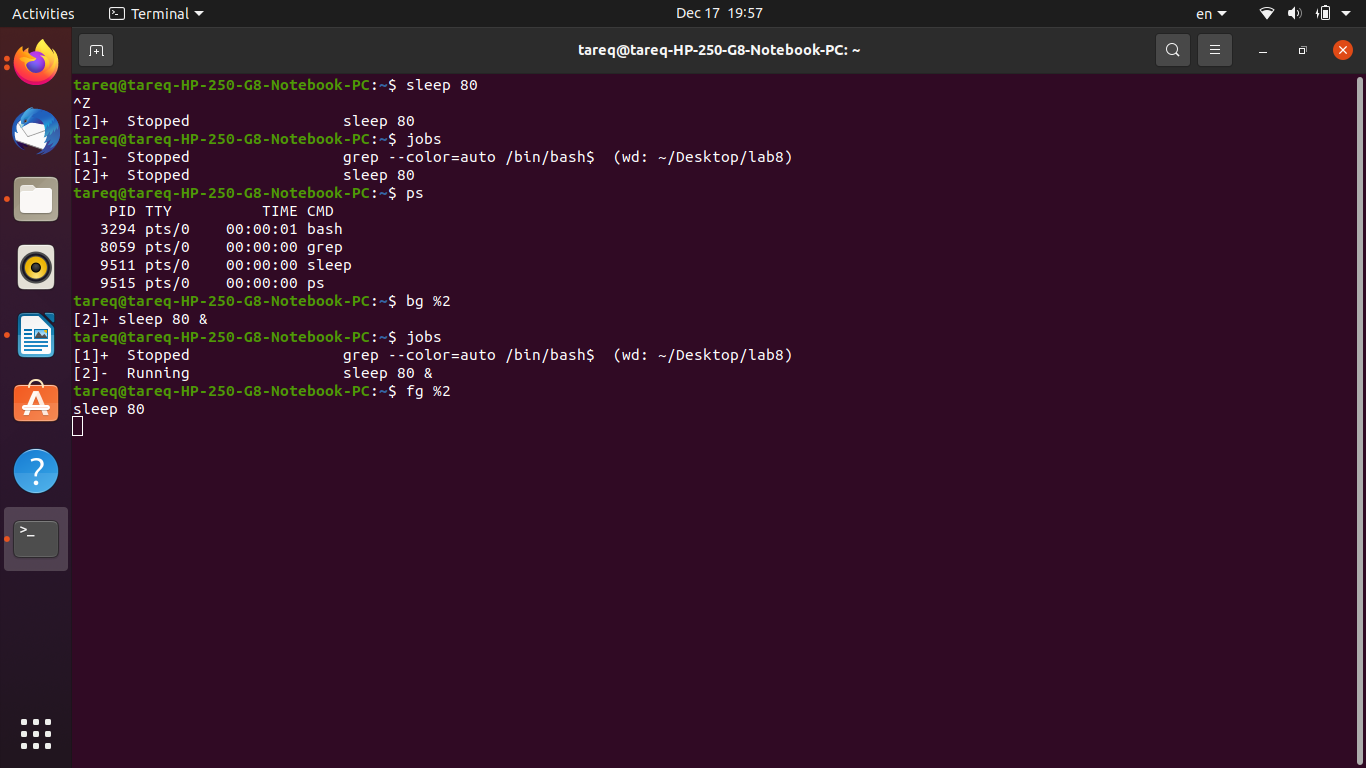 Activities Terminal Dec 17 19:57 en
tareq@tareq-HP-250-G8-Notebook-PC: ~
tareq@tareq-HP-250-G8-Notebook-PC:~$ sleep 80
^Z
[2]+  Stopped                 sleep 80
tareq@tareq-HP-250-G8-Notebook-PC:~$ jobs
[1]-  Stopped                 grep --color=auto /bin/bash$  (wd: ~/Desktop/lab8)
[2]+  Stopped                 sleep 80
tareq@tareq-HP-250-G8-Notebook-PC:~$ ps
    PID TTY          TIME CMD
   3294 pts/0    00:00:01 bash
   8059 pts/0    00:00:00 grep
   9511 pts/0    00:00:00 sleep
   9515 pts/0    00:00:00 ps
tareq@tareq-HP-250-G8-Notebook-PC:~$ bg %2
[2]+ sleep 80 &
tareq@tareq-HP-250-G8-Notebook-PC:~$ jobs
[1]+  Stopped                 grep --color=auto /bin/bash$  (wd: ~/Desktop/lab8)
[2]-  Running                 sleep 80 &
tareq@tareq-HP-250-G8-Notebook-PC:~$ fg %2
sleep 80